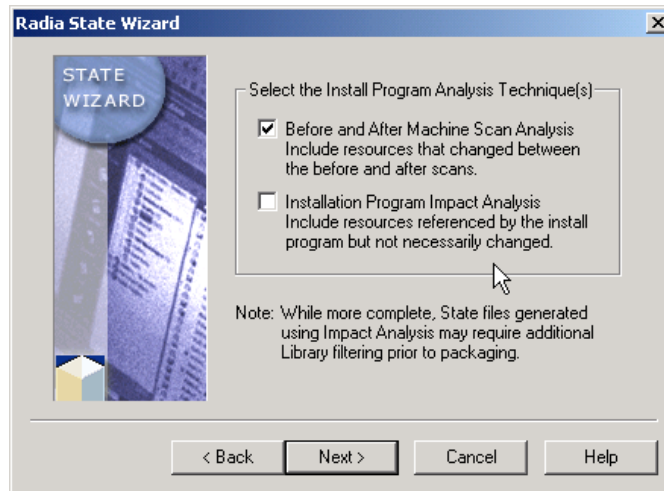 Radia State Wizard
STATE
WIZARD
Select the Install Program Analysis Technique(s)
Before and After Machine Scan Analysis
Include resources that changed between
the before and after scans.
Installation Program Impact Analysis
Include resources referenced by the install
program but not necessarily changed.
Note: While more complete, State files generated
using Impact Analysis may require additional
Library filtering prior to packaging.
< Back
Next >
Cancel
Help